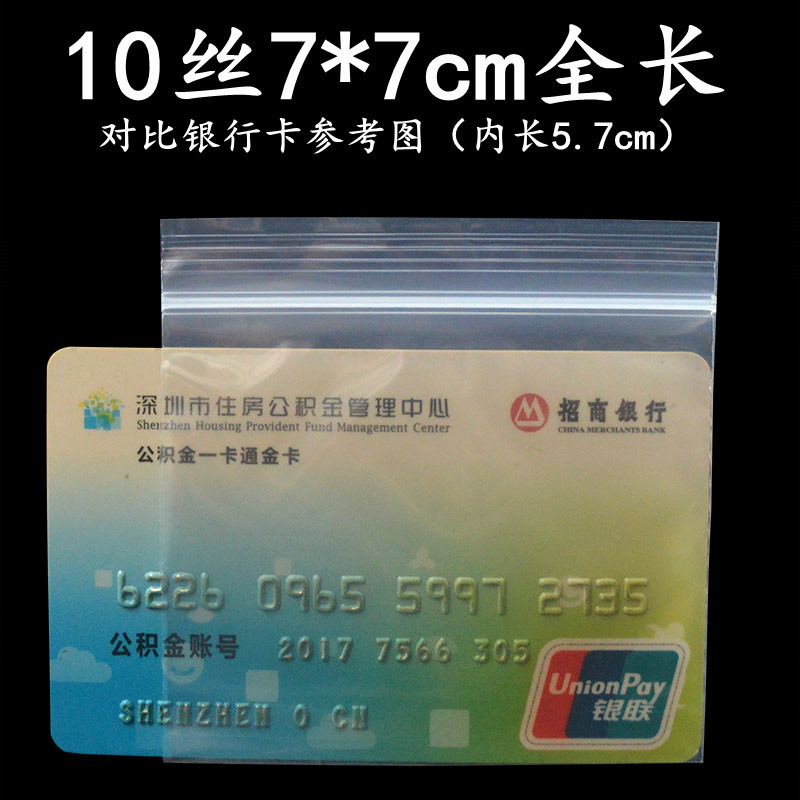 10丝7*7cm全长
对比银行卡参考图（内长5.7cm）
深圳市住房公积金管理中心
Shenzhen Housing Provident Fund Management Center
招商银行
CHINA MERCHANTS BANK
公积金一卡通金卡
6226 0965 5997 2735
公积金账号 2017 7566 305
SHENZHEN O CN
UnionPay
银联